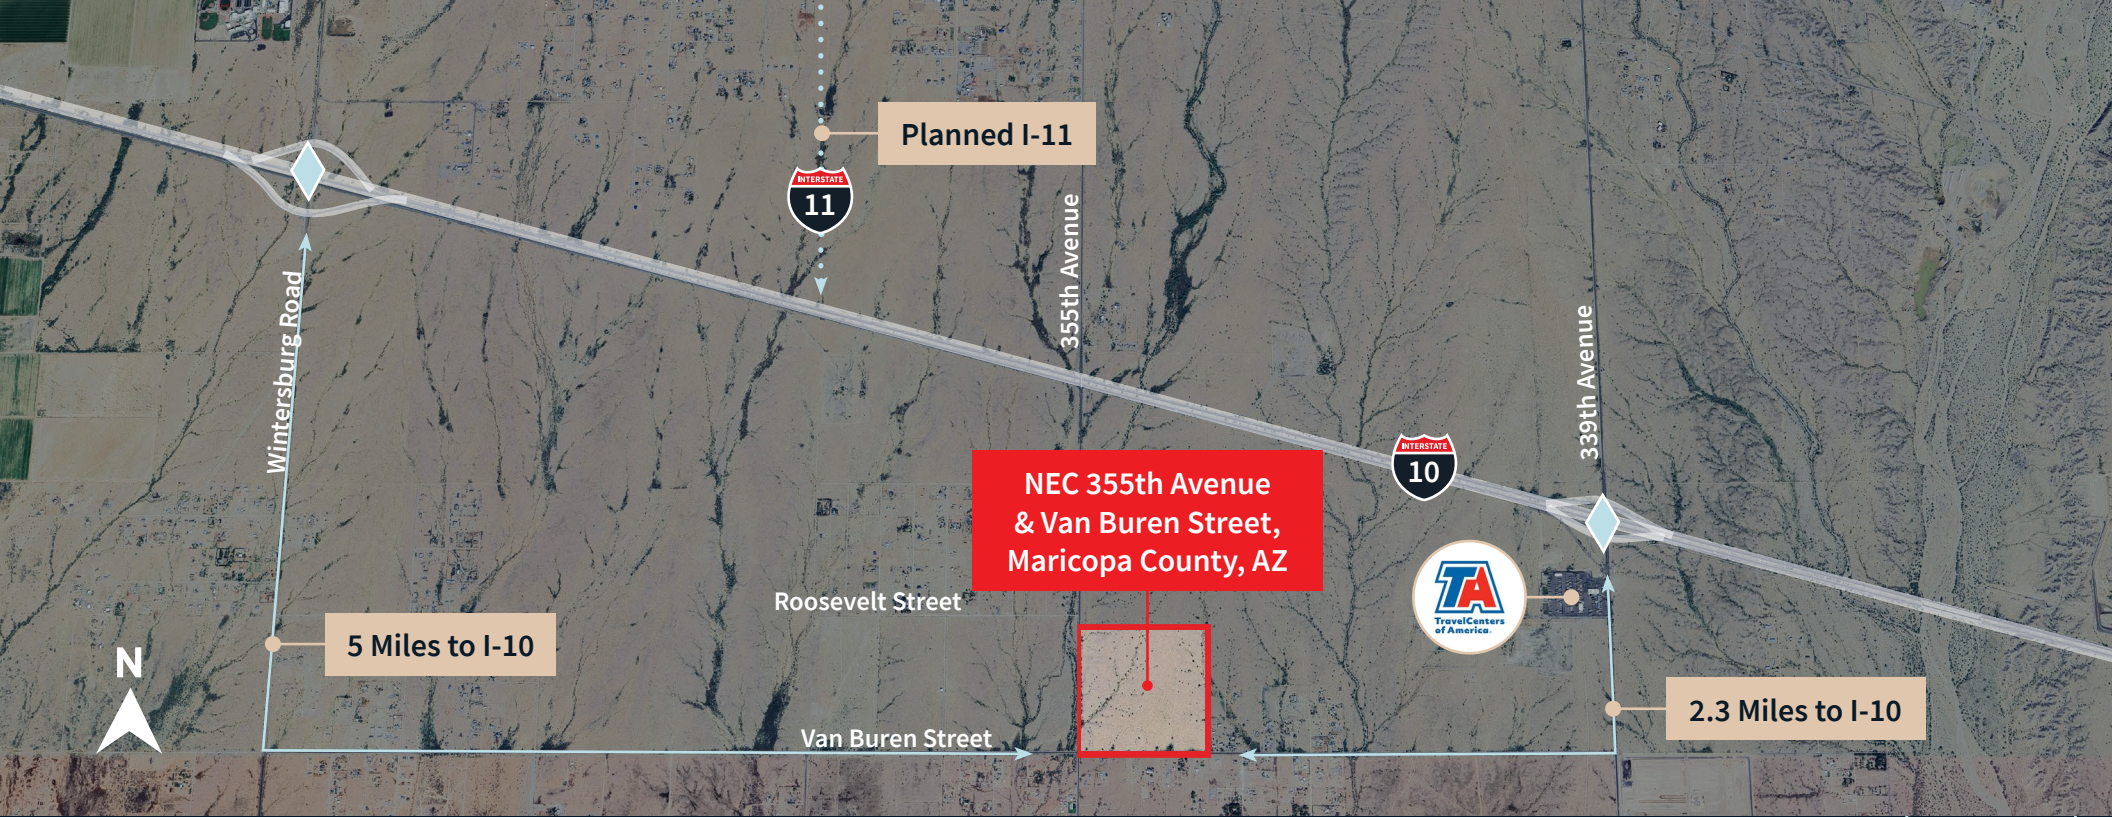 Planned I-11
INTERSTATE
11
355th Avenue
Wintersburg Road
339th Avenue
INTERSTATE
10
NEC 355th Avenue
& Van Buren Street,
Maricopa County, AZ
TA
TravelCenters
of America
Roosevelt Street
5 Miles to I-10
N
2.3 Miles to I-10
Van Buren Street